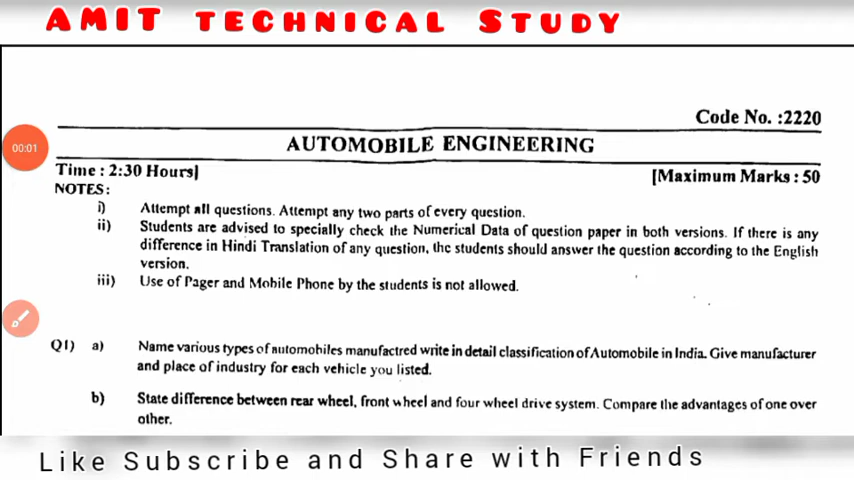 AMIT TECHNICAL STUDY
Code No. :2220
AUTOMOBILE ENGINEERING
Time : 2:30 Hours]
[Maximum Marks : 50
NOTES:
i) Attempt all questions. Attempt any two parts of every question.
ii) Students are advised to specially check the Numerical Data of question paper in both versions. If there is any
difference in Hindi Translation of any question, the students should answer the question according to the English
version.
iii) Use of Pager and Mobile Phone by the students is not allowed.
00:01
Q1) a) Name various types of automobiles manufactred write in detail classification of Automobile in India. Give manufacturer
and place of industry for each vehicle you listed.
b) State difference between rear wheel, front wheel and four wheel drive system. Compare the advantages of one over
other.
Like Subscribe and Share with Friends